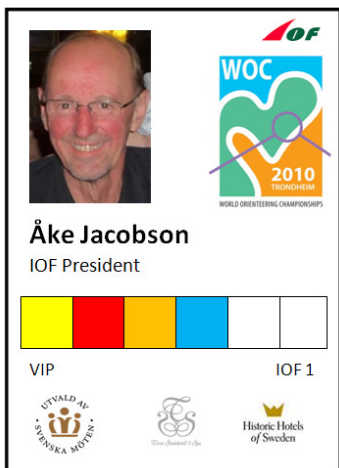 IOF
WOC
2010
TRONDHEIM
WORLD ORIENTEERING CHAMPIONSHIPS
Åke Jacobson
IOF President
VIP
IOF 1
UTVALD AV
SVENSKA MÖTEN
Historic Hotels
of Sweden